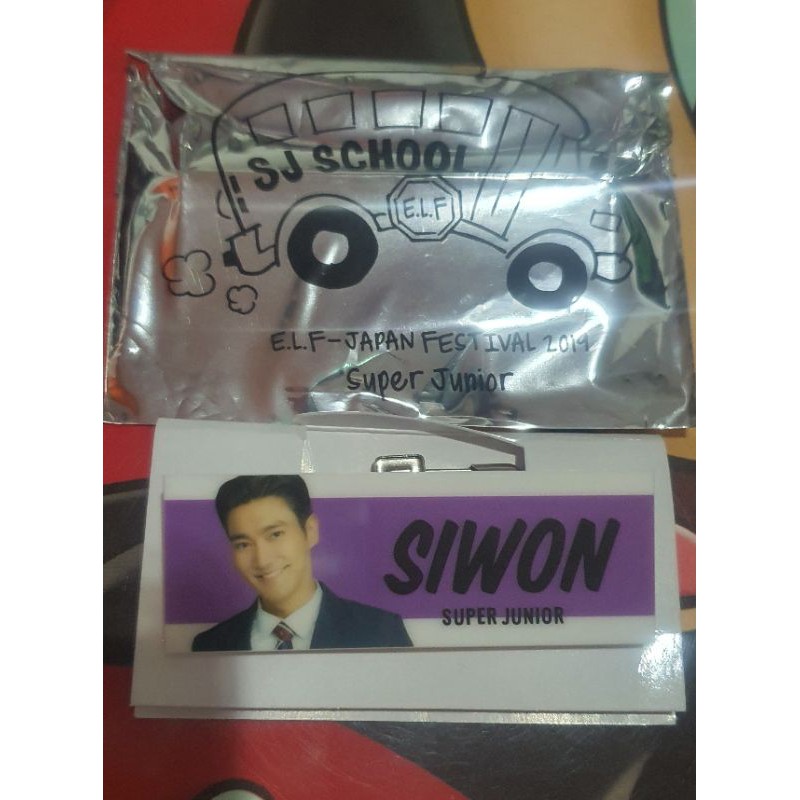 SJ SCHOOL
E.L.F
E.L.F-JAPAN FESTIVAL 2019
Super Junior
SIWON
SUPER JUNIOR